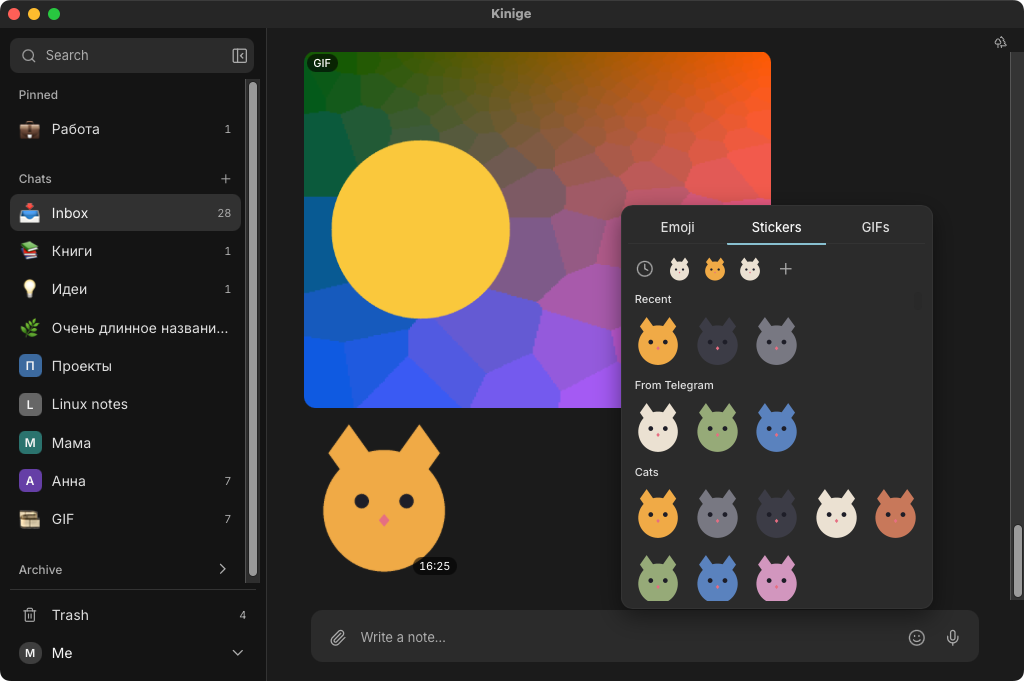 Kinige
Search
Pinned
Работа 1
Chats
Inbox 28
Книги 1
Идеи 1
Очень длинное названи...
П Проекты
L Linux notes
М Мама
А Анна 7
GIF 7
Archive
Trash 4
M Me
GIF
16:25
Emoji Stickers GIFs
Recent
From Telegram
Cats
Write a note...